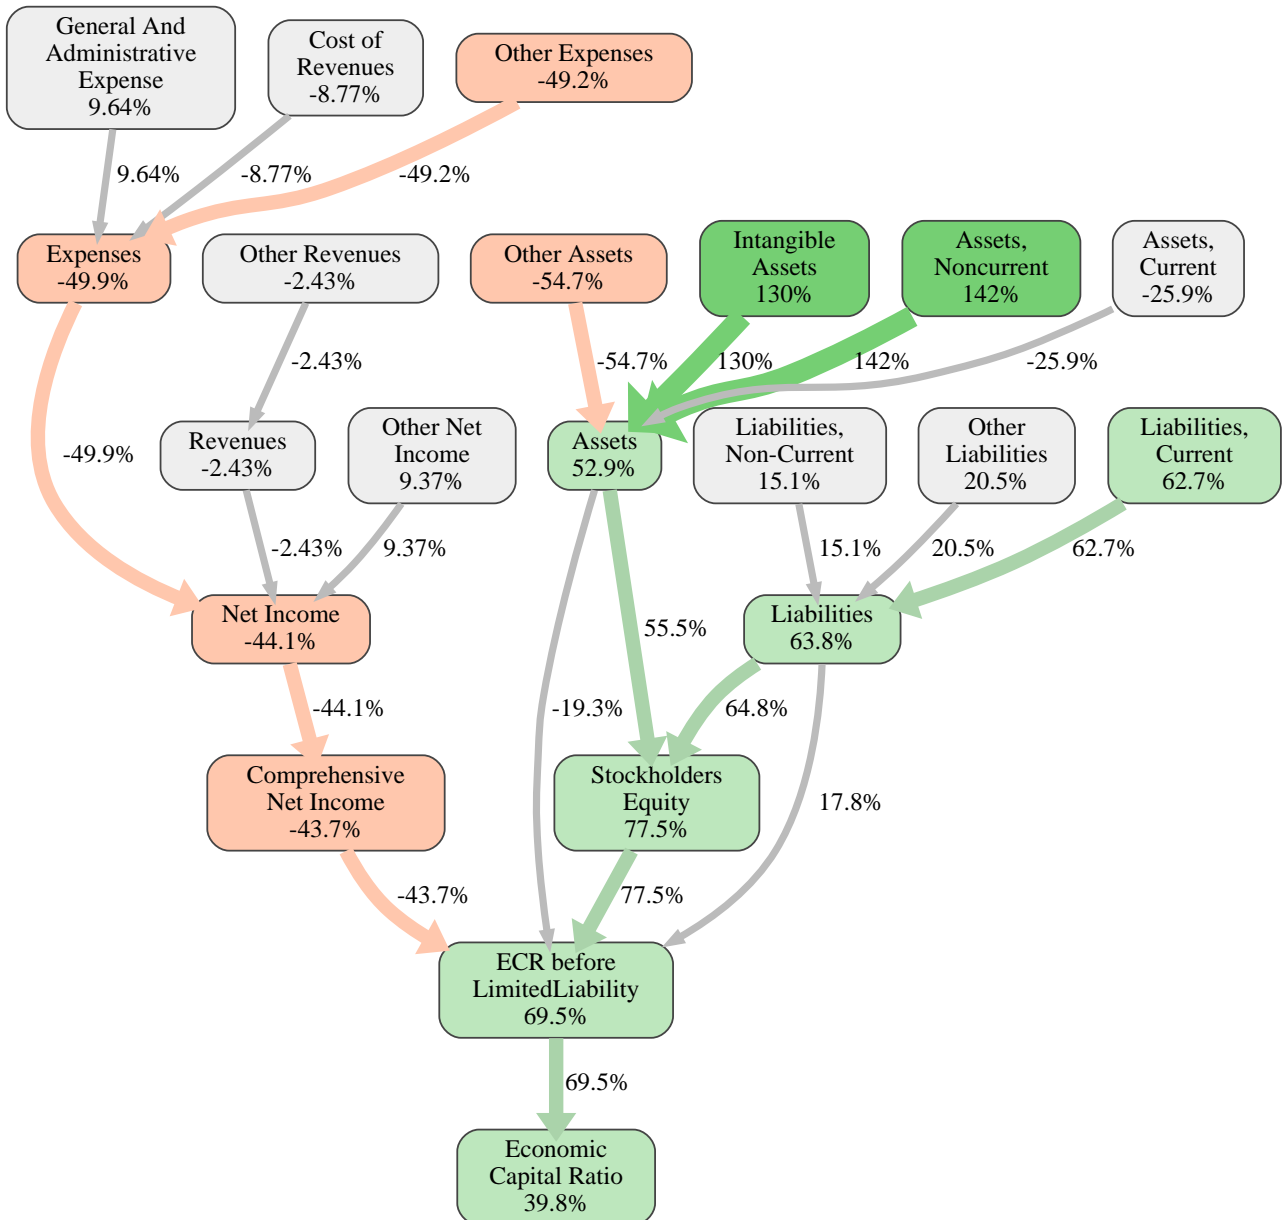 General And
Administrative
Expense
9.64%
Cost of
Revenues
-8.77%
Other Expenses
-49.2%
9.64%
-8.77%
-49.2%
Expenses
-49.9%
Other Revenues
-2.43%
Other Assets
-54.7%
Intangible
Assets
130%
Assets,
Noncurrent
142%
Assets,
Current
-25.9%
-2.43%
-54.7%
130%
142%
-25.9%
-49.9%
Revenues
-2.43%
Other Net
Income
9.37%
Assets
52.9%
Liabilities,
Non-Current
15.1%
Other
Liabilities
20.5%
Liabilities,
Current
62.7%
-2.43%
9.37%
15.1%
20.5%
62.7%
Net Income
-44.1%
55.5%
Liabilities
63.8%
-44.1%
-19.3%
64.8%
Comprehensive
Net Income
-43.7%
Stockholders
Equity
77.5%
17.8%
-43.7%
77.5%
ECR before
LimitedLiability
69.5%
69.5%
Economic
Capital Ratio
39.8%